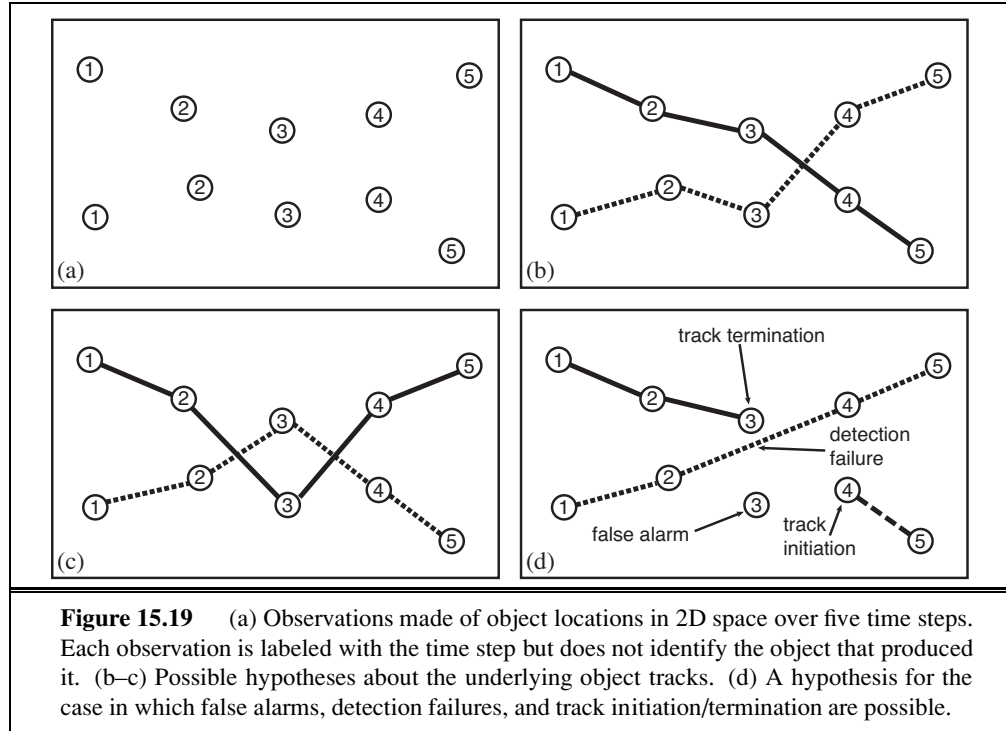 1
5
2
4
3
2
4
3
1
5
(a)
1
5
2
4
3
2
4
3
1
5
(b)
1
5
2
4
3
2
4
1
3
5
(c)
track termination
1
5
2
4
3
detection
failure
2
4
1
3
false alarm
track
initiation
5
(d)
Figure 15.19 (a) Observations made of object locations in 2D space over five time steps.
Each observation is labeled with the time step but does not identify the object that produced
it. (b–c) Possible hypotheses about the underlying object tracks. (d) A hypothesis for the
case in which false alarms, detection failures, and track initiation/termination are possible.